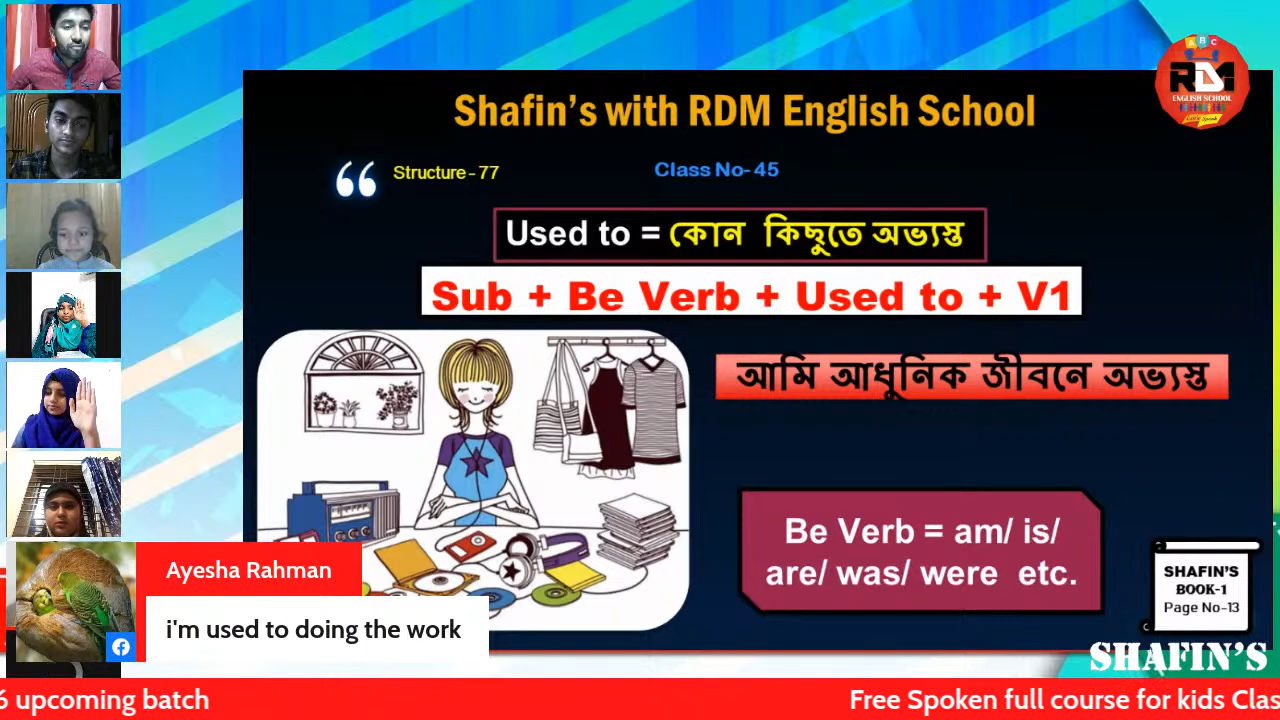 Shafin's with RDM English School
A B C
RDM
ENGLISH SCHOOL
Let's Speak
Structure - 77
Class No- 45
Used to = কোন কিছুতে অভ্যস্ত
Sub + Be Verb + Used to + V1
আমি আধুনিক জীবনে অভ্যস্ত
Be Verb = am/ is/
are/ was/ were etc.
SHAFIN'S
BOOK-1
Page No-13
Ayesha Rahman
i'm used to doing the work
SHAFIN'S
6 upcoming batch
Free Spoken full course for kids Clas